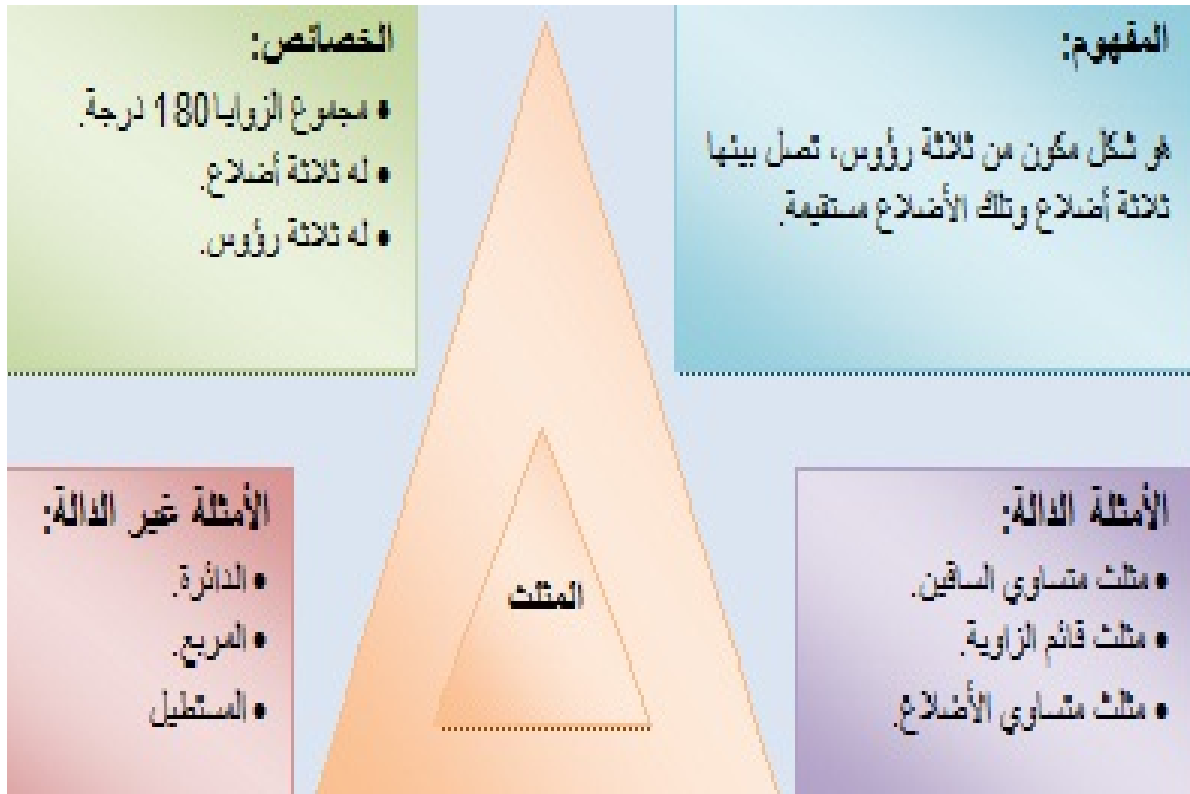 المفهوم:
هو شكل مكون من ثلاثة رؤوس، تصل بينها
ثلاثة أضلاع وتلك الأضلاع مستقيمة.
الخصائص:
• مجموع الزوايا 180 درجة.
• له ثلاثة أضلاع.
• له ثلاثة رؤوس.
المثلث
الأمثلة الدالة:
• مثلث متساوي الساقين.
• مثلث قائم الزاوية.
• مثلث متساوي الأضلاع.
الأمثلة غير الدالة:
• الدائرة.
• المربع.
• المستطيل